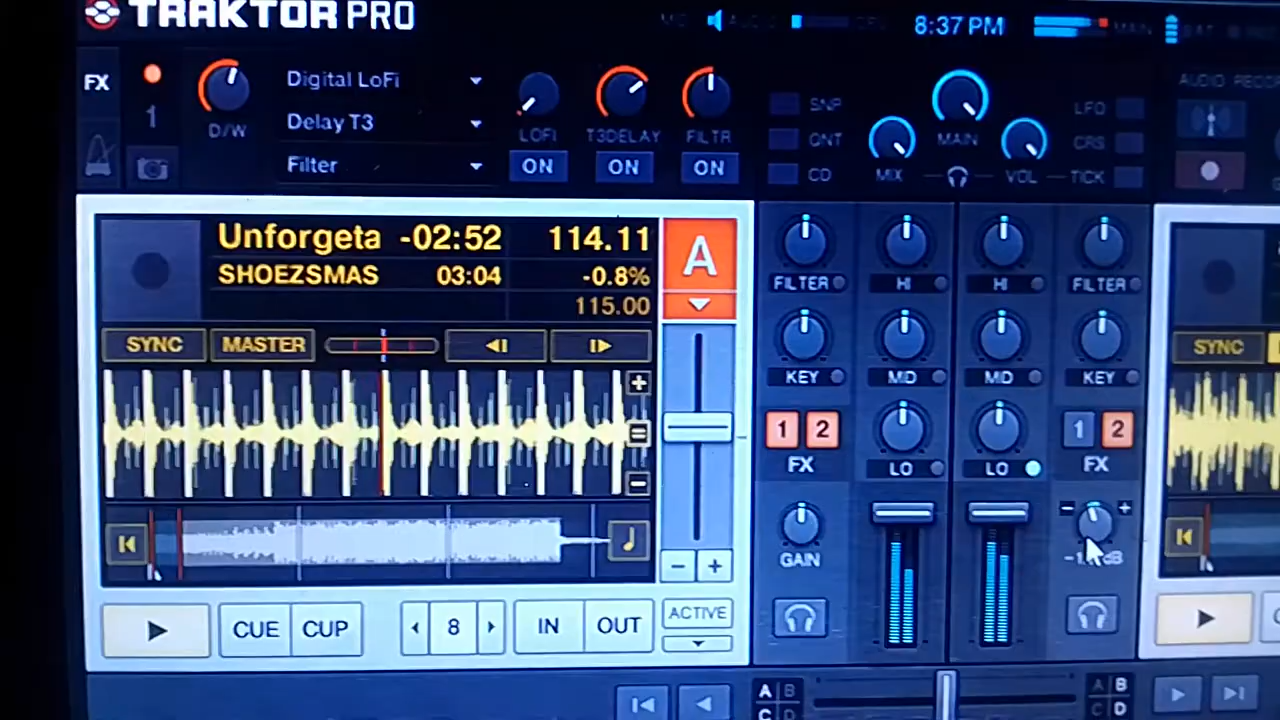 TRAKTOR PRO
8:37 PM
MAIN
FX
1
D/W
Digital LoFi
Delay T3
Filter
LOFI
T3DELAY
FILTR
ON
ON
ON
SNP
CNT
CD
MIX
MAIN
VOL
LFO
CRS
TICK
Unforgeta -02:52 114.11
SHOEZSMAS 03:04 -0.8%
115.00
A
SYNC
MASTER
+
=
−
− +
CUE
CUP
8
IN
OUT
ACTIVE
FILTER
HI
HI
FILTER
KEY
MID
MID
KEY
1 2
FX
LO
LO
1 2
FX
GAIN
− +
SYNC
A B
C D
A B
C D